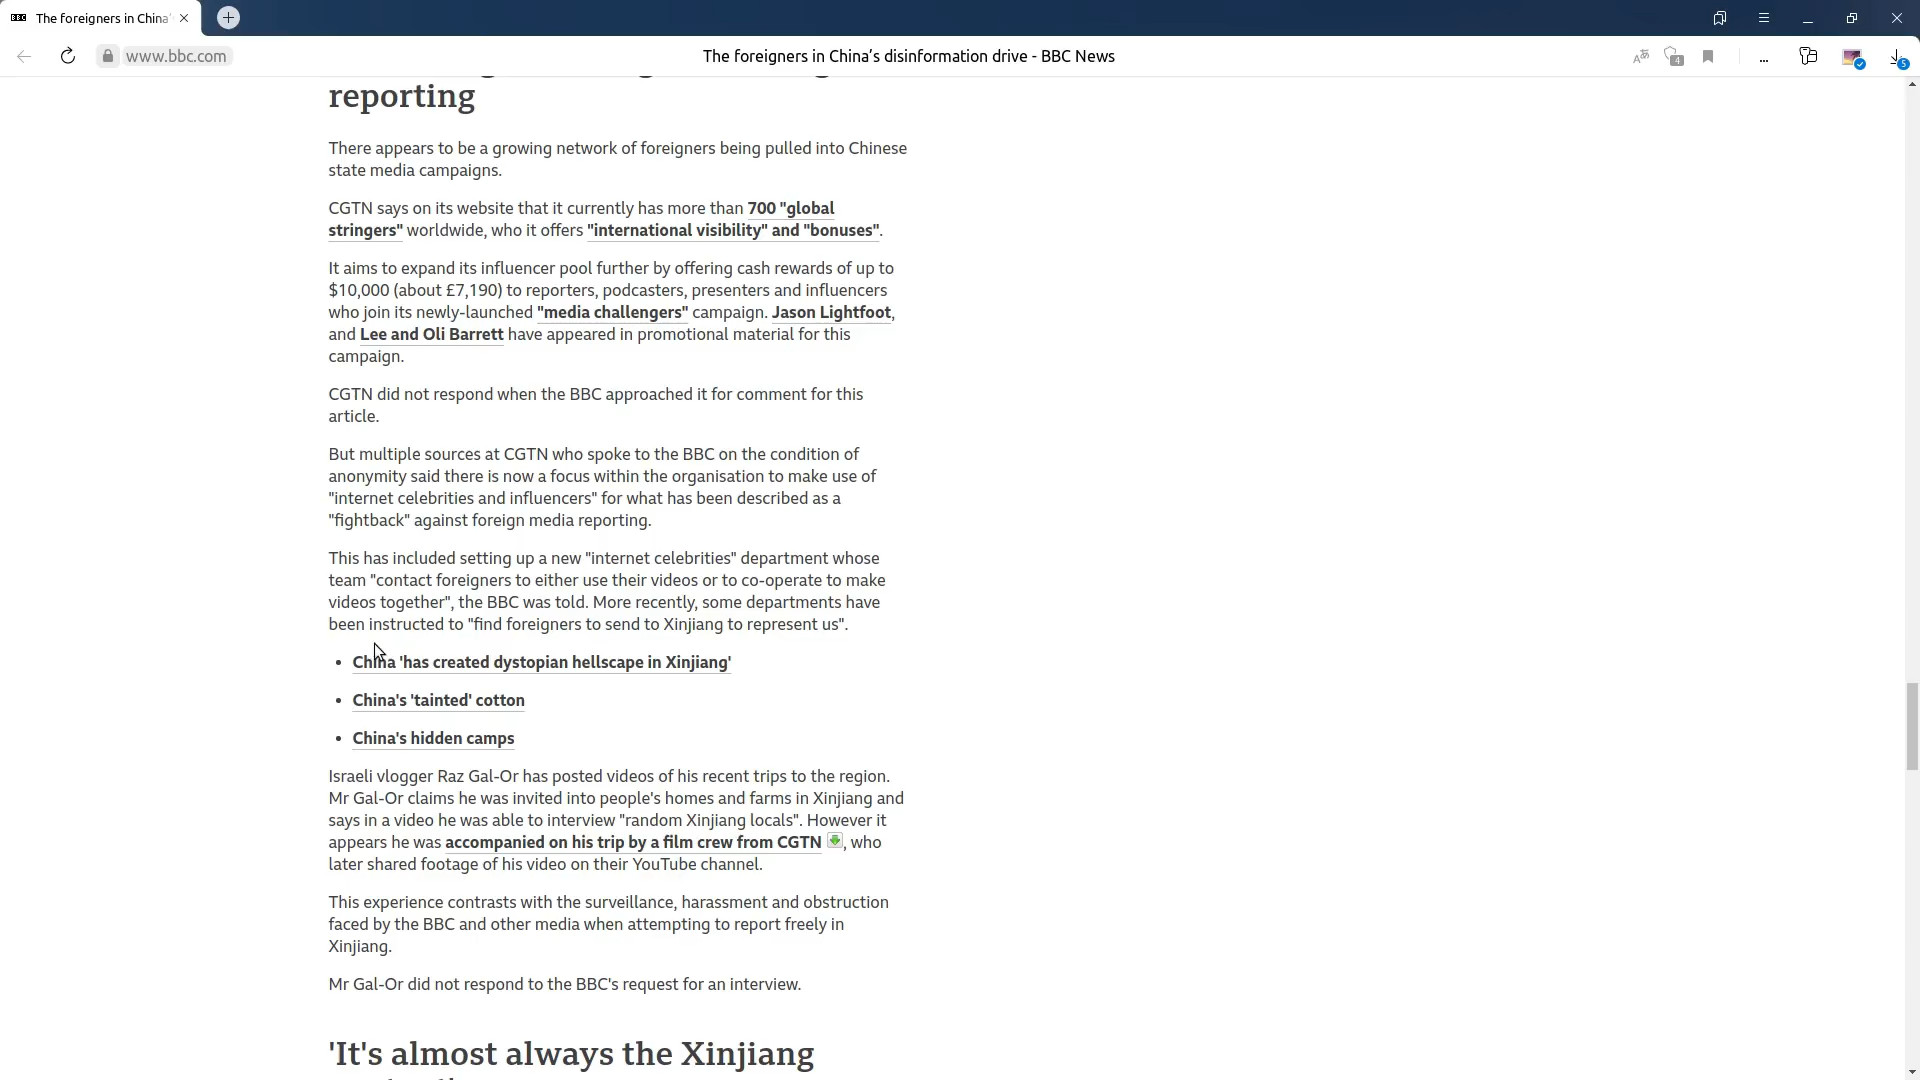 BBC The foreigners in China'
www.bbc.com
The foreigners in China's disinformation drive - BBC News
4
...
5
reporting
There appears to be a growing network of foreigners being pulled into Chinese
state media campaigns.
CGTN says on its website that it currently has more than 700 "global
stringers" worldwide, who it offers "international visibility" and "bonuses".
It aims to expand its influencer pool further by offering cash rewards of up to
$10,000 (about £7,190) to reporters, podcasters, presenters and influencers
who join its newly-launched "media challengers" campaign. Jason Lightfoot,
and Lee and Oli Barrett have appeared in promotional material for this
campaign.
CGTN did not respond when the BBC approached it for comment for this
article.
But multiple sources at CGTN who spoke to the BBC on the condition of
anonymity said there is now a focus within the organisation to make use of
"internet celebrities and influencers" for what has been described as a
"fightback" against foreign media reporting.
This has included setting up a new "internet celebrities" department whose
team "contact foreigners to either use their videos or to co-operate to make
videos together", the BBC was told. More recently, some departments have
been instructed to "find foreigners to send to Xinjiang to represent us".
• China 'has created dystopian hellscape in Xinjiang'
• China's 'tainted' cotton
• China's hidden camps
Israeli vlogger Raz Gal-Or has posted videos of his recent trips to the region.
Mr Gal-Or claims he was invited into people's homes and farms in Xinjiang and
says in a video he was able to interview "random Xinjiang locals". However it
appears he was accompanied on his trip by a film crew from CGTN, who
later shared footage of his video on their YouTube channel.
This experience contrasts with the surveillance, harassment and obstruction
faced by the BBC and other media when attempting to report freely in
Xinjiang.
Mr Gal-Or did not respond to the BBC's request for an interview.
'It's almost always the Xinjiang